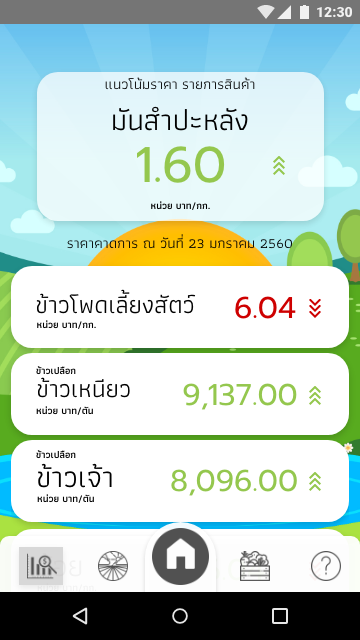 12:30
แนวโน้มราคา รายการสินค้า
มันสำปะหลัง
1.60
หน่วย บาท/กก.
ราคาคาดการ ณ วันที่ 23 มกราคม 2560
ข้าวโพดเลี้ยงสัตว์ 6.04
หน่วย บาท/กก.
ข้าวเปลือก
ข้าวเหนียว 9,137.00
หน่วย บาท/ตัน
ข้าวเปลือก
ข้าวเจ้า 8,096.00
หน่วย บาท/ตัน